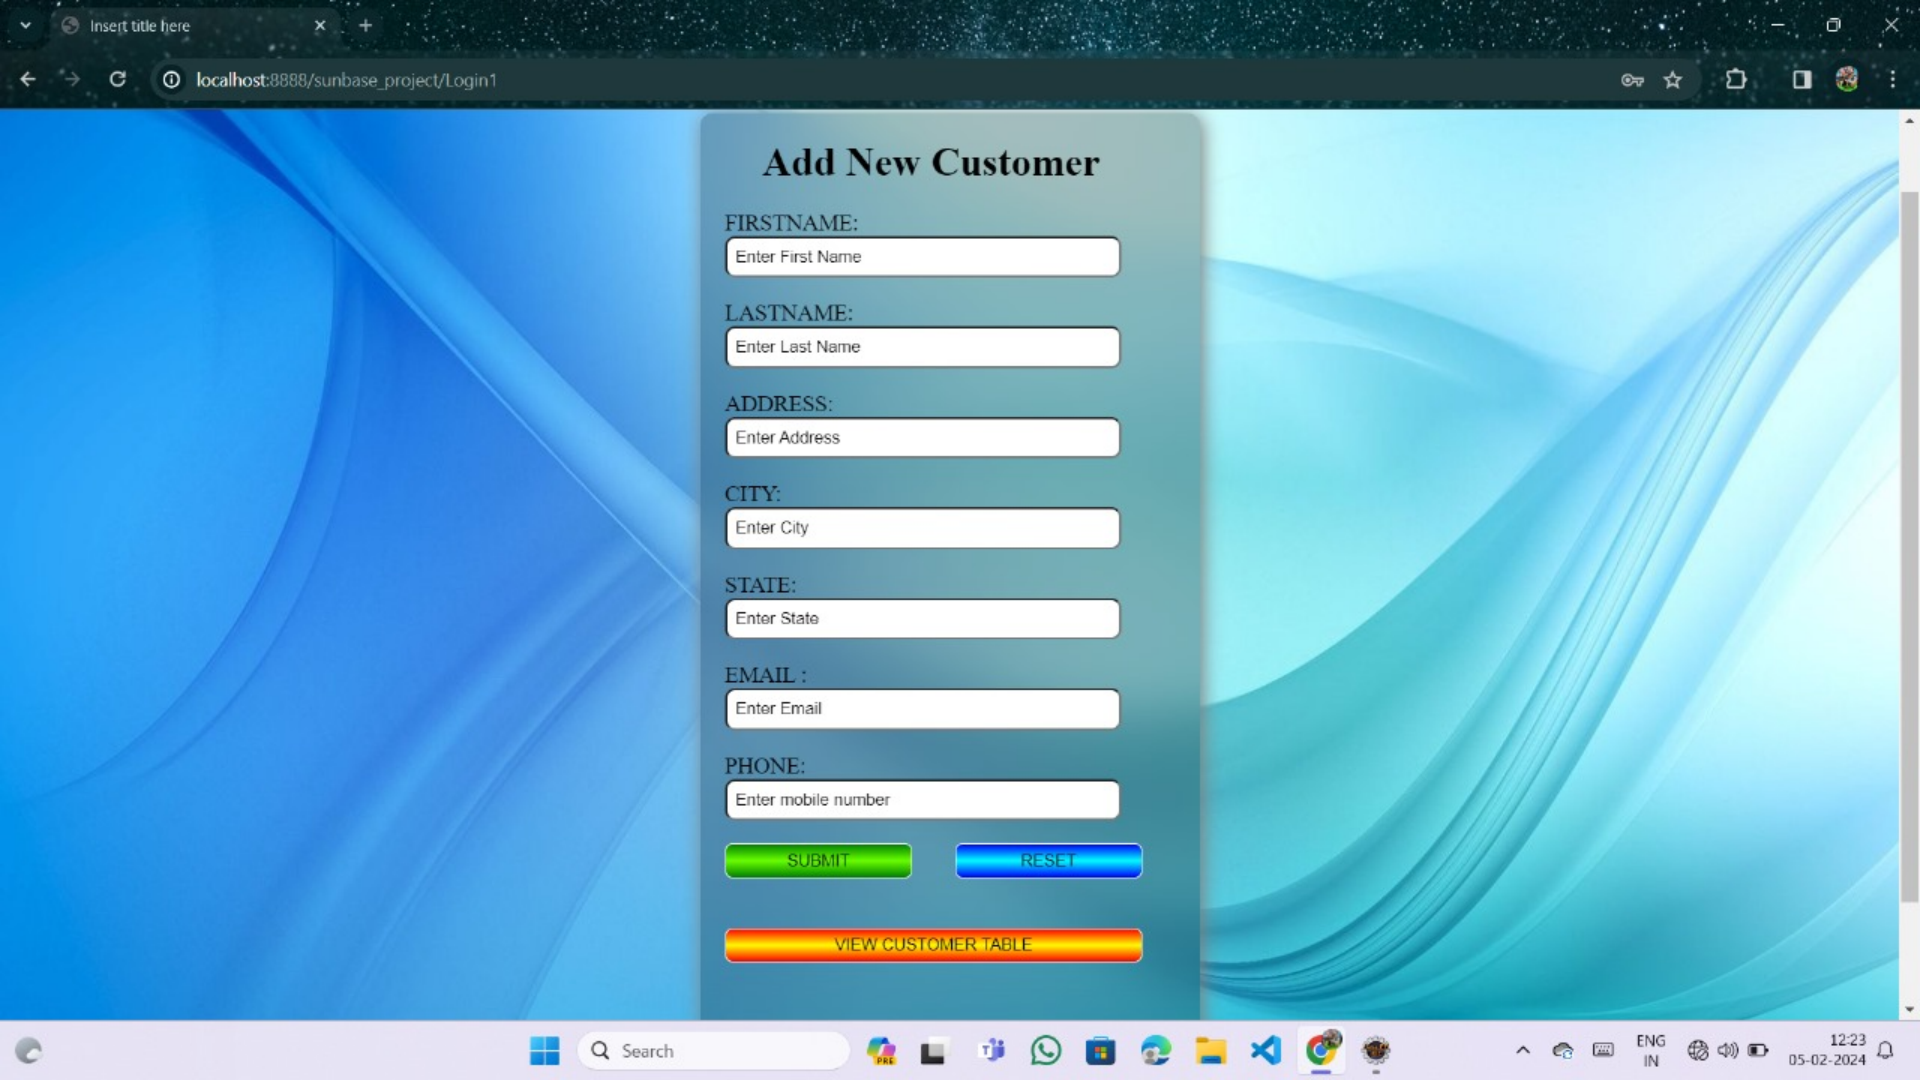 Insert title here
localhost:8888/sunbase_project/Login1
Add New Customer
FIRSTNAME:
Enter First Name
LASTNAME:
Enter Last Name
ADDRESS:
Enter Address
CITY:
Enter City
STATE:
Enter State
EMAIL :
Enter Email
PHONE:
Enter mobile number
SUBMIT RESET
VIEW CUSTOMER TABLE
Search
PRE
ENG
IN
12:23
05-02-2024